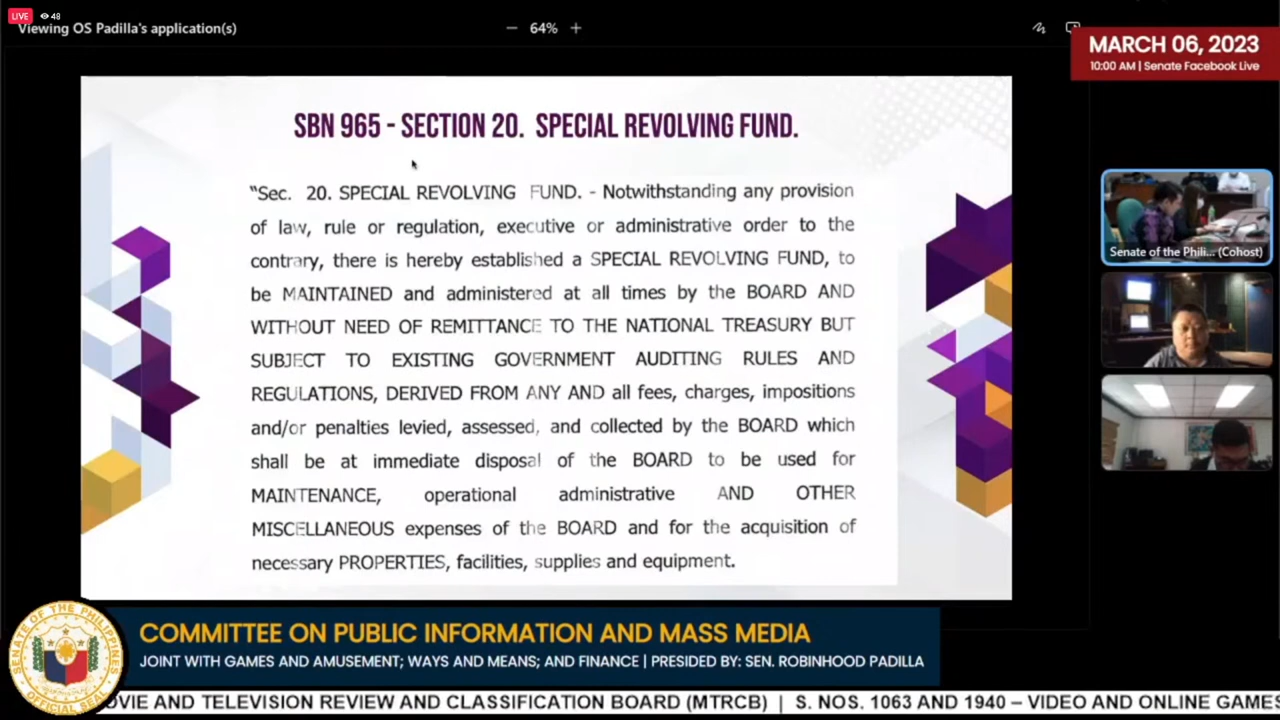 LIVE 48
Viewing OS Padilla's application(s)
64%
MARCH 06, 2023
10:00 AM | Senate Facebook Live
SBN 965 - SECTION 20. SPECIAL REVOLVING FUND.
"Sec. 20. SPECIAL REVOLVING FUND. - Notwithstanding any provision
of law, rule or regulation, executive or administrative order to the
contrary, there is hereby established a SPECIAL REVOLVING FUND, to
be MAINTAINED and administered at all times by the BOARD AND
WITHOUT NEED OF REMITTANCE TO THE NATIONAL TREASURY BUT
SUBJECT TO EXISTING GOVERNMENT AUDITING RULES AND
REGULATIONS, DERIVED FROM ANY AND all fees, charges, impositions
and/or penalties levied, assessed, and collected by the BOARD which
shall be at immediate disposal of the BOARD to be used for
MAINTENANCE, operational administrative AND OTHER
MISCELLANEOUS expenses of the BOARD and for the acquisition of
necessary PROPERTIES, facilities, supplies and equipment.
Senate of the Phili... (Cohost)
SENATE OF THE PHILIPPINES
OFFICIAL SEAL
COMMITTEE ON PUBLIC INFORMATION AND MASS MEDIA
JOINT WITH GAMES AND AMUSEMENT; WAYS AND MEANS; AND FINANCE | PRESIDED BY: SEN. ROBINHOOD PADILLA
OVIE AND TELEVISION REVIEW AND CLASSIFICATION BOARD (MTRCB) | S. NOS. 1063 AND 1940 – VIDEO AND ONLINE GAMES